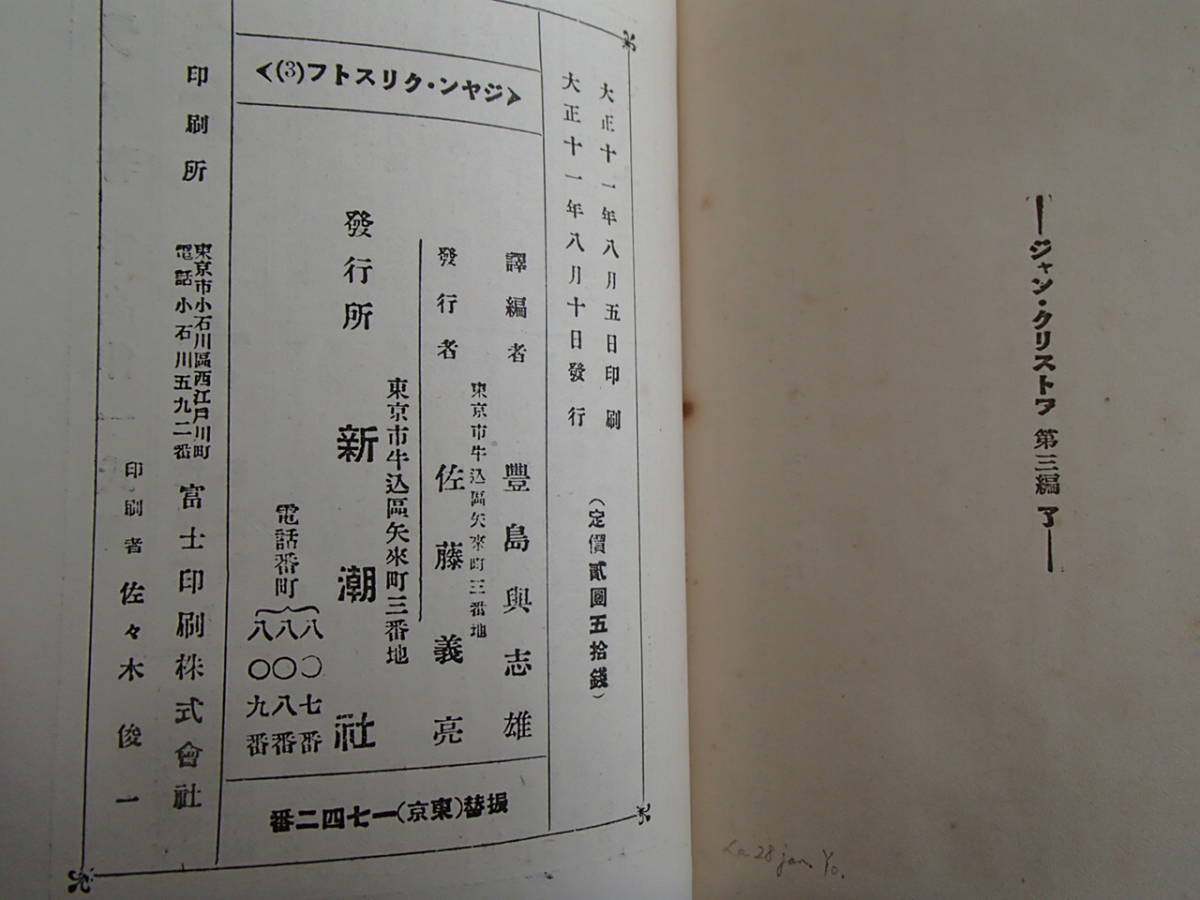 ジャン・クリストフ 第三編 了
Le 28 jan. Yo.
大正十一年八月五日印刷
大正十一年八月十日發行
(定價貳圓五拾錢)
ジヤン・クリストフ(3)
譯編者 豐島與志雄
東京市牛込區矢來町三番地
發行者 佐藤義亮
東京市牛込區矢來町三番地
發行所 新潮社
電話番町
八〇七番
八〇八番
八〇九番
振替(東京)一七四二番
東京市小石川區西江戸川町
電話小石川五九二番
印刷所 富士印刷株式會社
印刷者 佐々木俊一